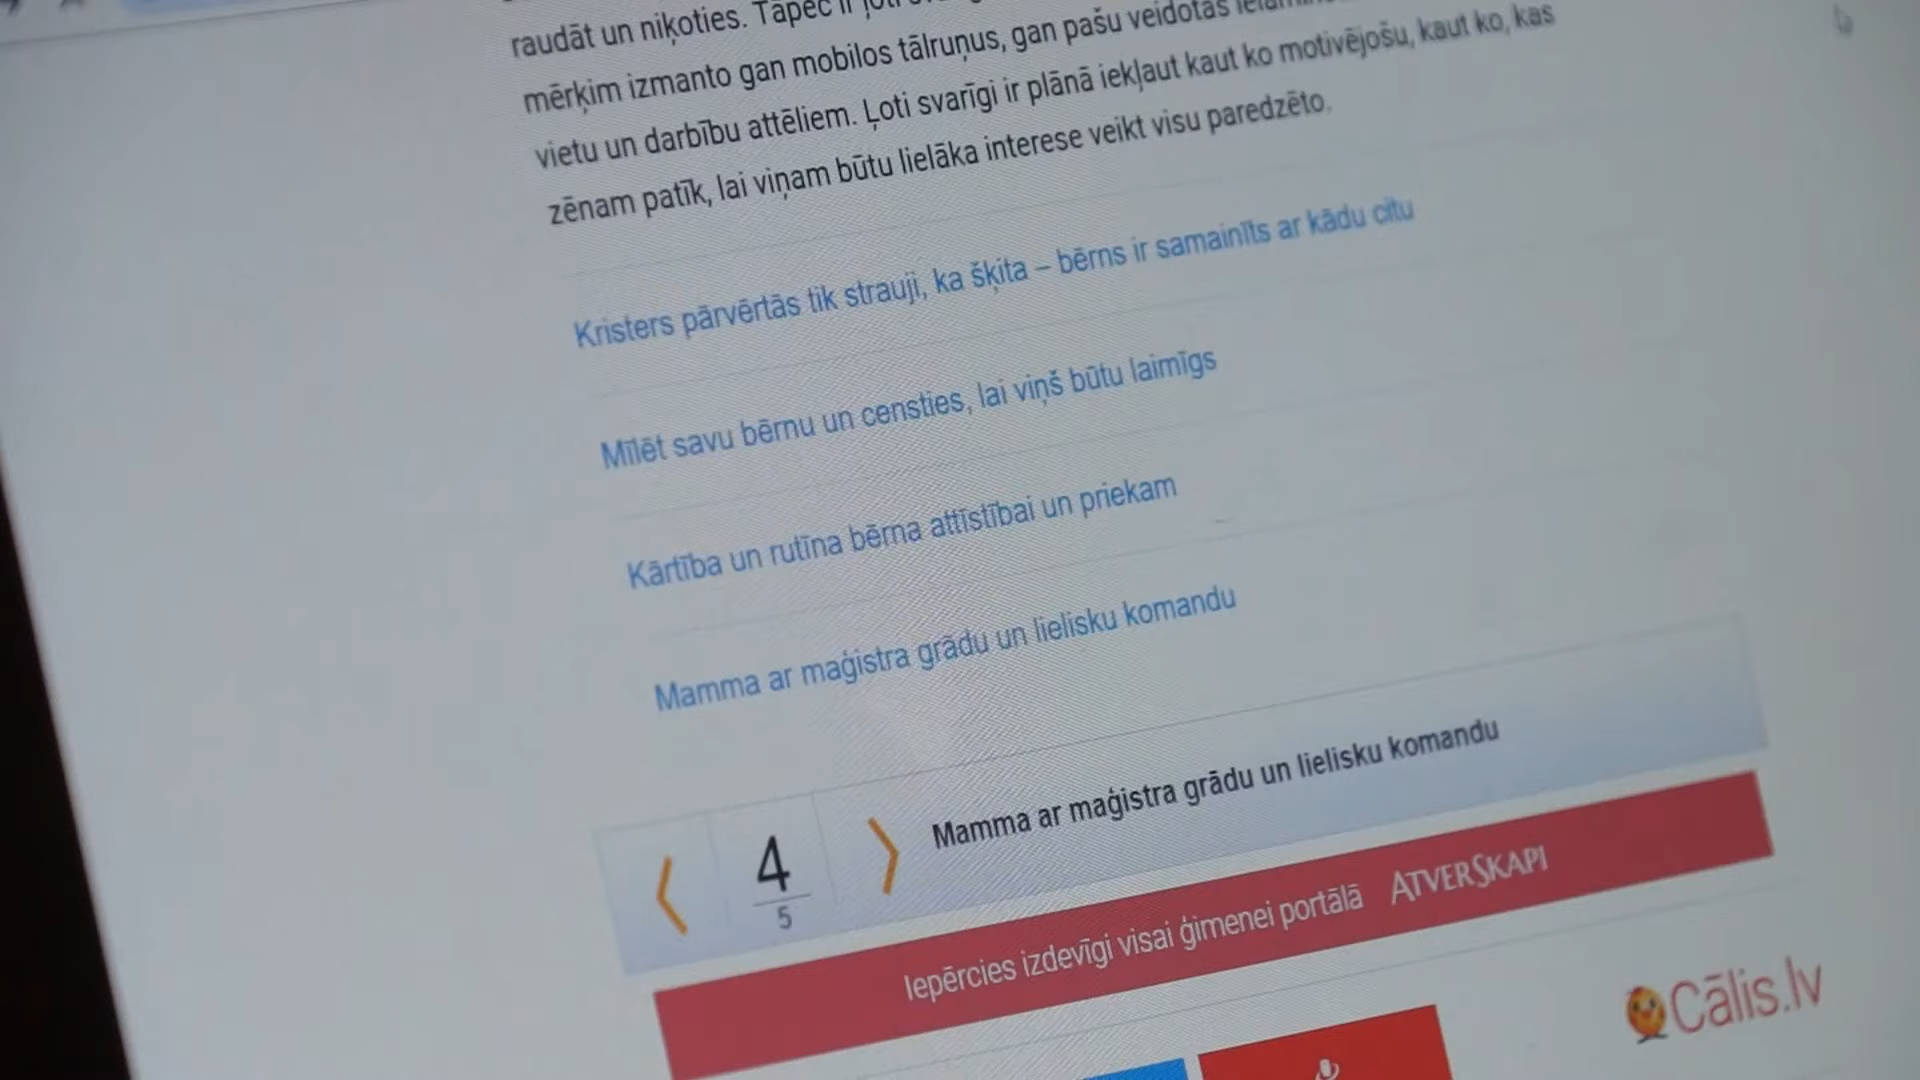 raudāt un niķoties. Tāpēc ir ļoti
mērķim izmanto gan mobilos tālruņus, gan pašu veidotas
vietu un darbību attēliem. Ļoti svarīgi ir plānā iekļaut kaut ko motivējošu, kaut ko, kas
zēnam patīk, lai viņam būtu lielāka interese veikt visu paredzēto.
Kristers pārvērtās tik strauji, ka šķita – bērns ir samainīts ar kādu citu
Mīlēt savu bērnu un censties, lai viņš būtu laimīgs
Kārtība un rutīna bērna attīstībai un priekam
Mamma ar maģistra grādu un lielisku komandu
4
5
Mamma ar maģistra grādu un lielisku komandu
Iepērcies izdevīgi visai ģimenei portālā ATVERSKAPI
Cālis.lv